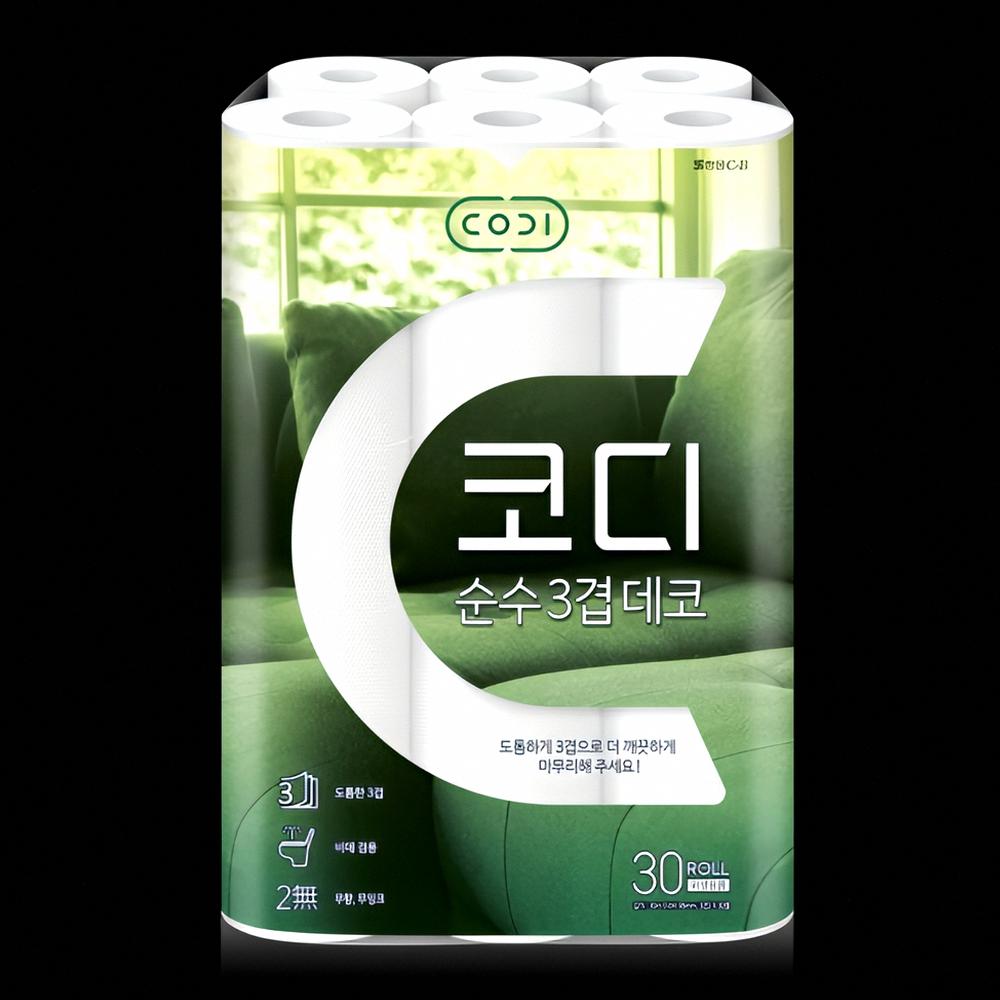 CODI
코디
순수 3겹 데코
도톰하게 3겹으로 더 깨끗하게
마무리해 주세요!
3
도톰한 3겹
비데 겸용
2無
무향, 무잉크
30 ROLL